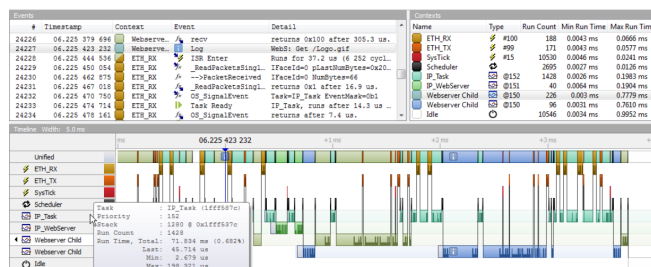 Events
# Timestamp Context Event Detail
24226 06.225 379 696 Webserve... recv returns 0x100 after 305.3 us.
24227 06.225 423 232 Webserve... Log WebS: Get /Logo.gif
24228 06.225 444 536 ETH_RX ISR Enter Runs for 37.2 us (6 252 cycl...
24229 06.225 450 054 ETH_RX _ReadPacketsSingl... IFaceId=0 pLastNumBytes=0x20...
24230 06.225 462 875 ETH_RX -->PacketReceived IFaceId=0 NumBytes=66
24231 06.225 467 018 ETH_RX _ReadPacketsSingl... returns 0x1 after 16.9 us.
24232 06.225 470 750 ETH_RX OS_SignalEvent Task=IP_Task EventMask=0b1
24233 06.225 474 714 ETH_RX Task Ready IP_Task, runs after 14.3 us ...
24234 06.225 478 161 ETH_RX OS_SignalEvent returns after 7.4 us.
Contexts
Name Type Run Count Min Run Time Max Run Tim
ETH_RX #100 188 0.0043 ms 0.0666 ms
ETH_TX #99 171 0.0043 ms 0.0577 ms
SysTick #15 10530 0.0046 ms 0.0241 ms
Scheduler 2695 0.0027 ms 0.0126 ms
IP_Task @152 1428 0.0026 ms 0.1983 ms
IP_WebServer @151 40 0.0064 ms 0.1904 ms
Webserver Child @150 226 0.003 ms 0.7779 ms
Webserver Child @150 96 0.0031 ms 0.7610 ms
Idle 10546 0.0034 ms 0.9952 ms
Timeline Width: 5.0 ms
ms 06.225 423 232 +1 ms +2 ms +3 ms
Unified
ETH_RX
ETH_TX
SysTick
Scheduler
IP_Task
IP_WebServer
Webserver Child
Webserver Child
Idle
Task : IP_Task (1fff587c)
Priority : 152
Stack : 1280 @ 0x1fff537c
Run Count : 1428
Run Time, Total: 71.834 ms (0.682%)
Last: 45.714 us
Min: 2.679 us
Max: 198.321 us